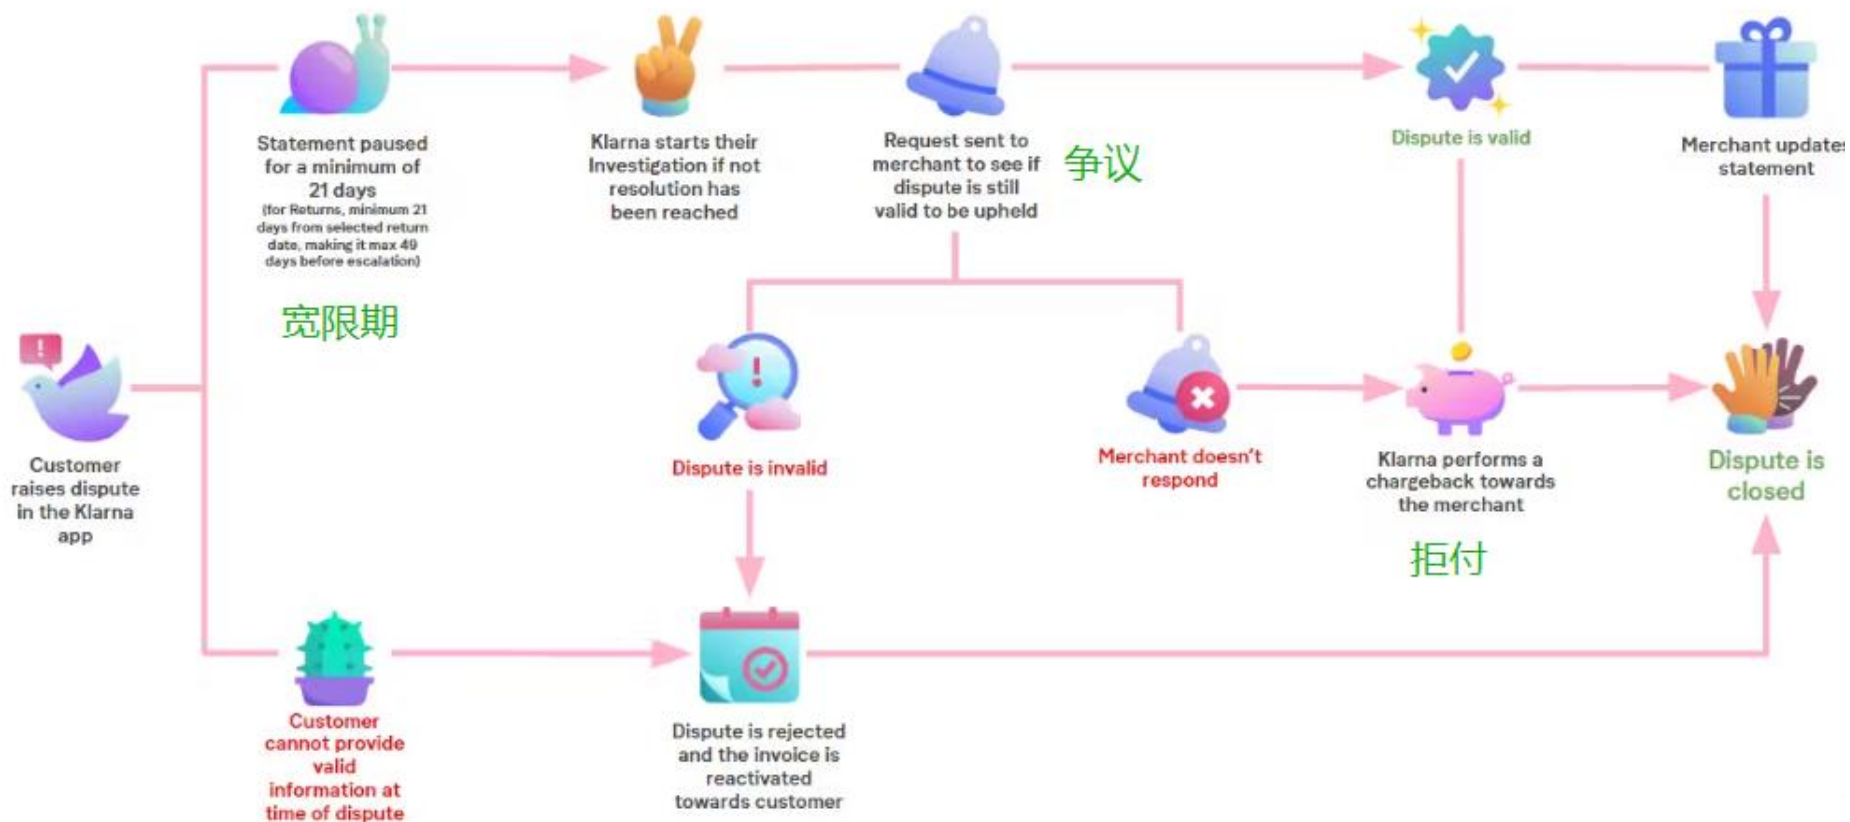 Statement paused
for a minimum of
21 days
(for Returns, minimum 21
days from selected return
date, making it max 49
days before escalation)
宽限期
Klarna starts their
Investigation if not
resolution has
been reached
Request sent to
merchant to see if
dispute is still
valid to be upheld
争议
Dispute is valid
Merchant updates
statement
Customer
raises dispute
in the Klarna
app
Dispute is invalid
Merchant doesn't
respond
Klarna performs a
chargeback towards
the merchant
拒付
Dispute is
closed
Customer
cannot provide
valid
information at
time of dispute
Dispute is rejected
and the invoice is
reactivated
towards customer